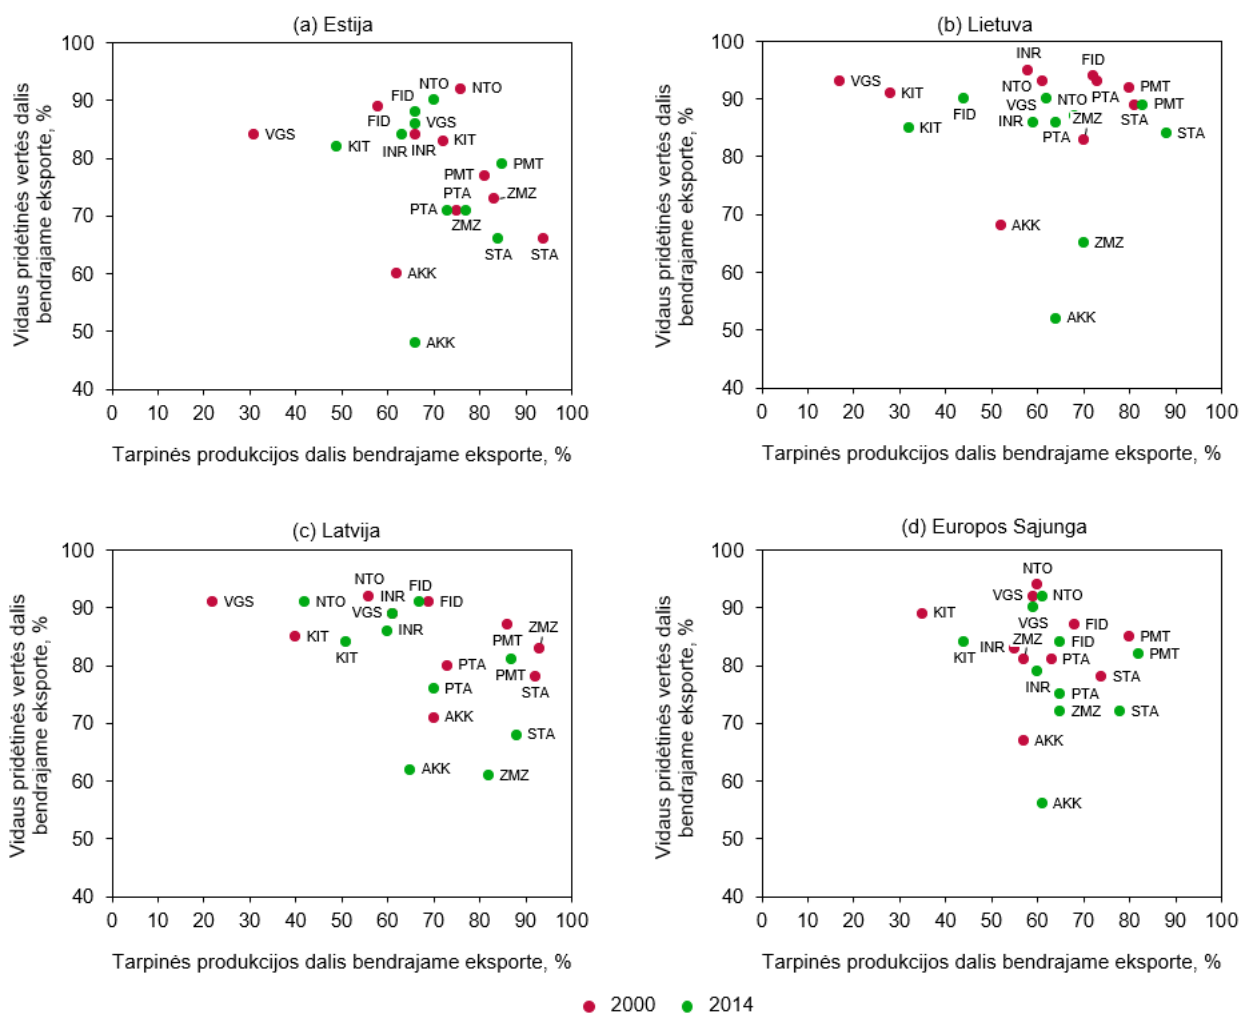 (a) Estija
Vidaus pridėtinės vertės dalis
bendrajame eksporte, %
100
90
80
70
60
50
40
NTO
NTO
FID
FID
VGS
VGS
KIT
INR
INR
KIT
PMT
PMT
PTA
ZMZ
PTA
ZMZ
STA
STA
AKK
AKK
0 10 20 30 40 50 60 70 80 90 100
Tarpinės produkcijos dalis bendrajame eksporte, %
(b) Lietuva
Vidaus pridėtinės vertės dalis
bendrajame eksporte, %
100
90
80
70
60
50
40
INR
FID
VGS
KIT
NTO
PMT
PTA
FID
VGS
NTO
PMT
KIT
INR
ZMZ
STA
PTA
STA
AKK
ZMZ
AKK
0 10 20 30 40 50 60 70 80 90 100
Tarpinės produkcijos dalis bendrajame eksporte, %
(c) Latvija
Vidaus pridėtinės vertės dalis
bendrajame eksporte, %
100
90
80
70
60
50
40
NTO
FID
INR
VGS
NTO
FID
VGS
KIT
INR
ZMZ
PMT
KIT
PTA
PMT
PTA
STA
AKK
STA
AKK
ZMZ
0 10 20 30 40 50 60 70 80 90 100
Tarpinės produkcijos dalis bendrajame eksporte, %
(d) Europos Sąjunga
Vidaus pridėtinės vertės dalis
bendrajame eksporte, %
100
90
80
70
60
50
40
NTO
VGS
NTO
KIT
VGS
FID
ZMZ
FID
PMT
KIT
INR
PTA
PMT
INR
PTA
STA
ZMZ
STA
AKK
AKK
0 10 20 30 40 50 60 70 80 90 100
Tarpinės produkcijos dalis bendrajame eksporte, %
2000 2014